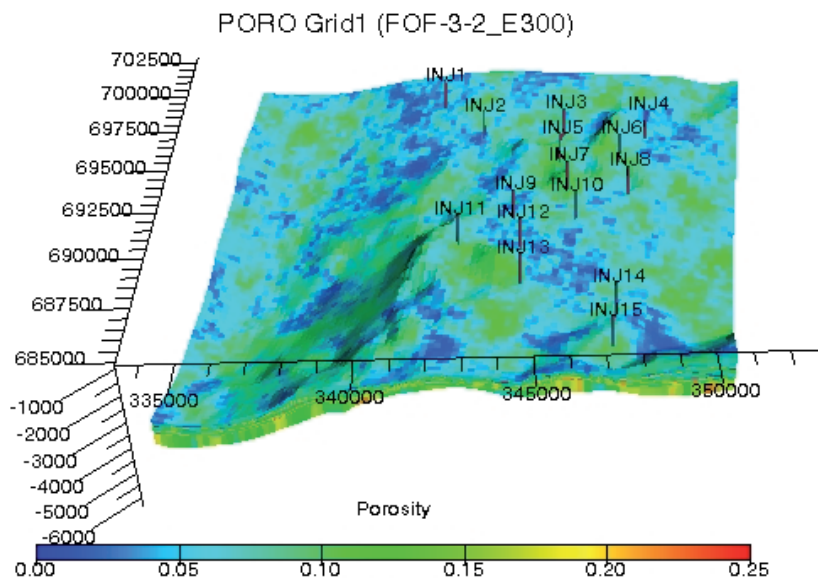 PORO Grid1 (FOF-3-2_E300)
702500
700000
697500
695000
692500
690000
687500
685000
INJ1
INJ2
INJ3
INJ4
INJ5
INJ6
INJ7
INJ8
INJ9
INJ10
INJ11
INJ12
INJ13
INJ14
INJ15
335000
340000
345000
350000
-1000
-2000
-3000
-4000
-5000
-6000
Porosity
0.00 0.05 0.10 0.15 0.20 0.25